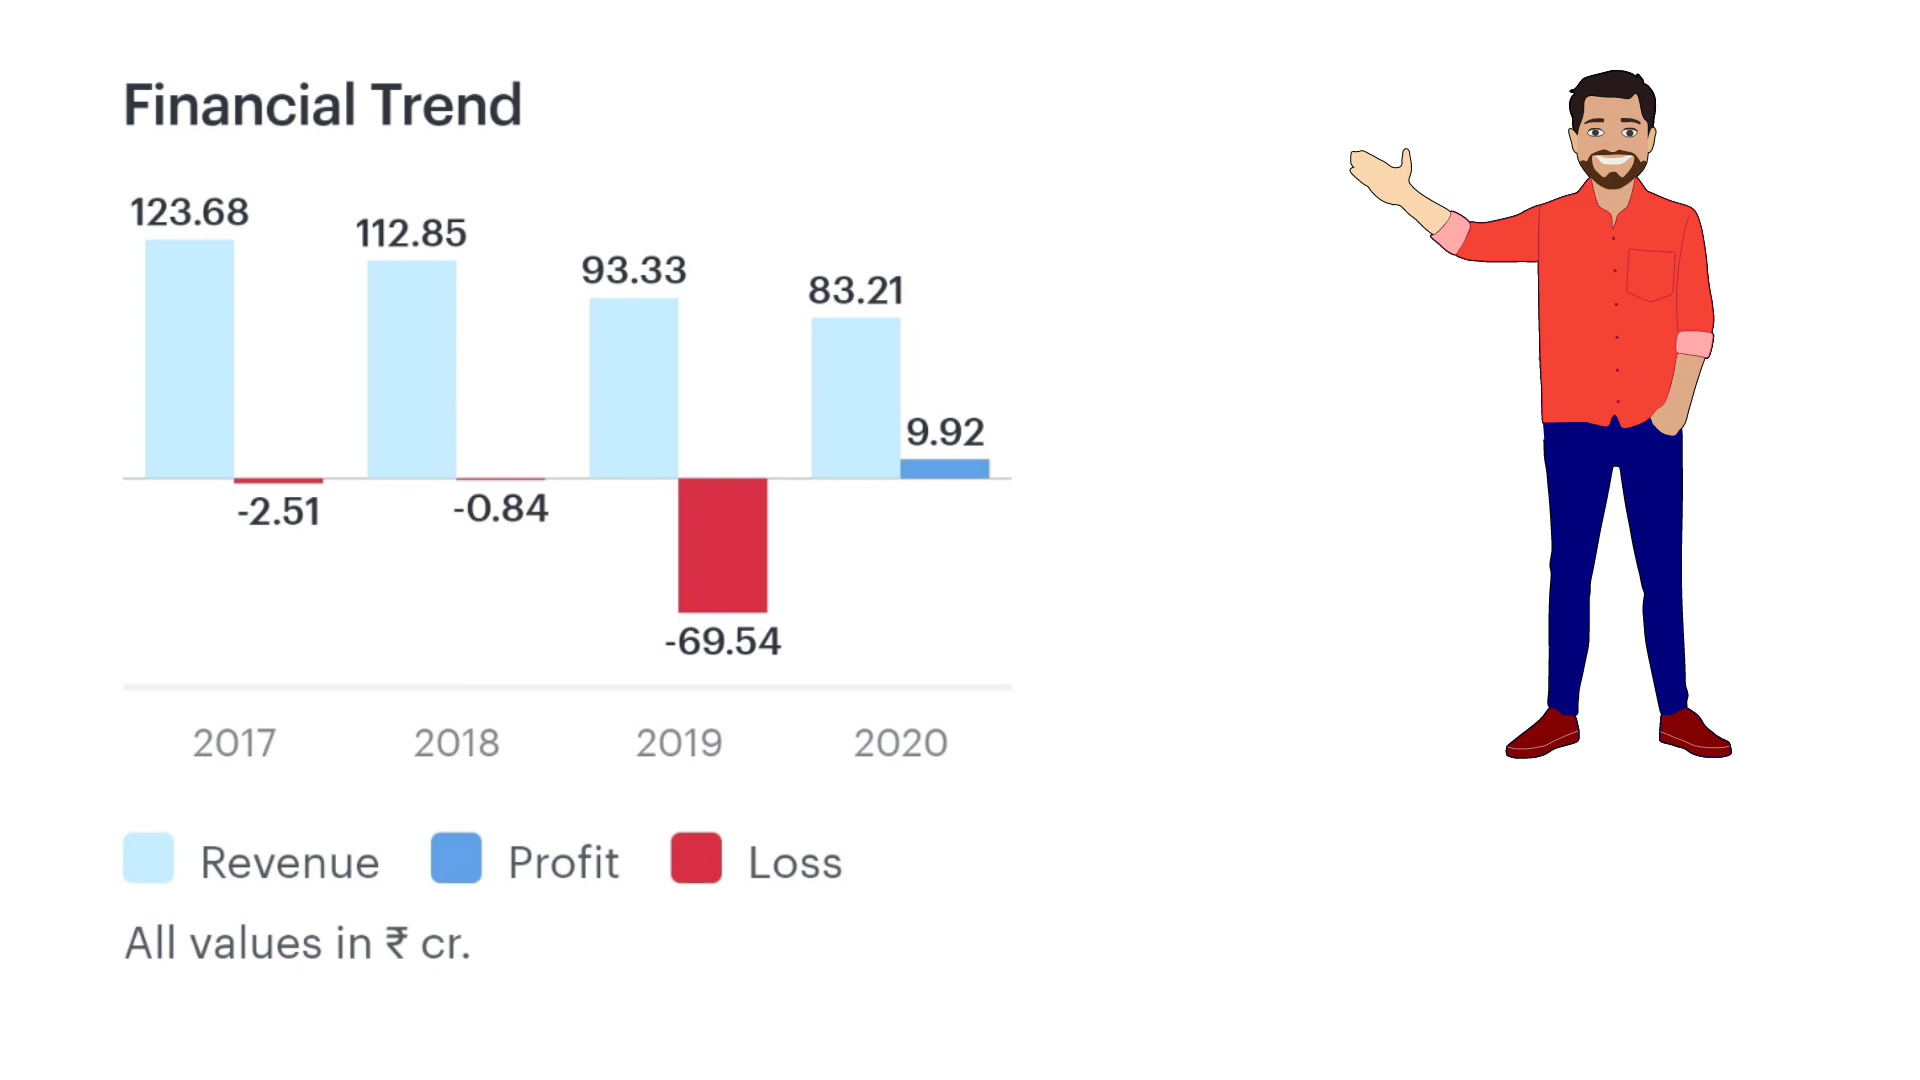 Financial Trend
123.68
112.85
93.33
83.21
9.92
-2.51
-0.84
-69.54
2017 2018 2019 2020
Revenue Profit Loss
All values in ₹ cr.